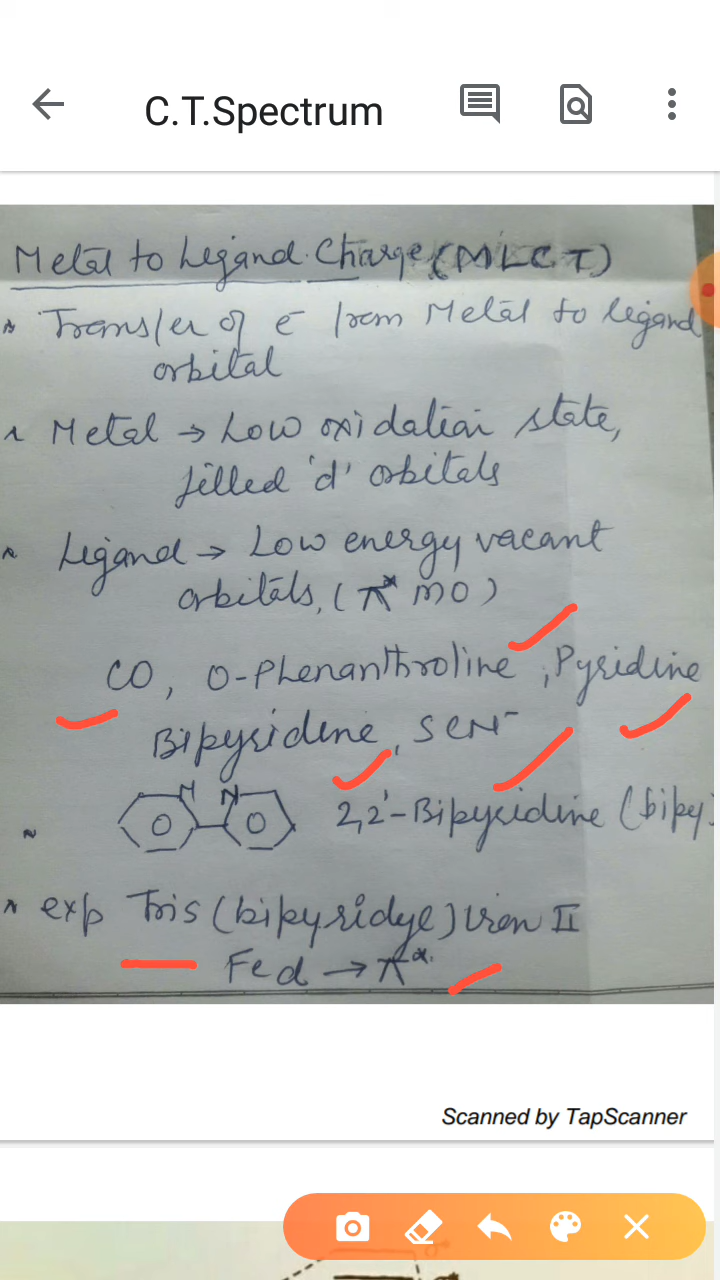 C.T.Spectrum
Metal to Ligand Charge (MLCT)
Transfer of e⁻ from Metal to ligand
orbital
Metal → Low oxidation state,
filled 'd' orbitals
Ligand → Low energy vacant
orbitals, (π* MO)
CO, O-Phenanthroline, Pyridine
Bipyridine, SCN⁻
N N 2,2'-Bipyridine (bipy)
exp Tris (bipyridye) Iron II
Fe d → π*
Scanned by TapScanner